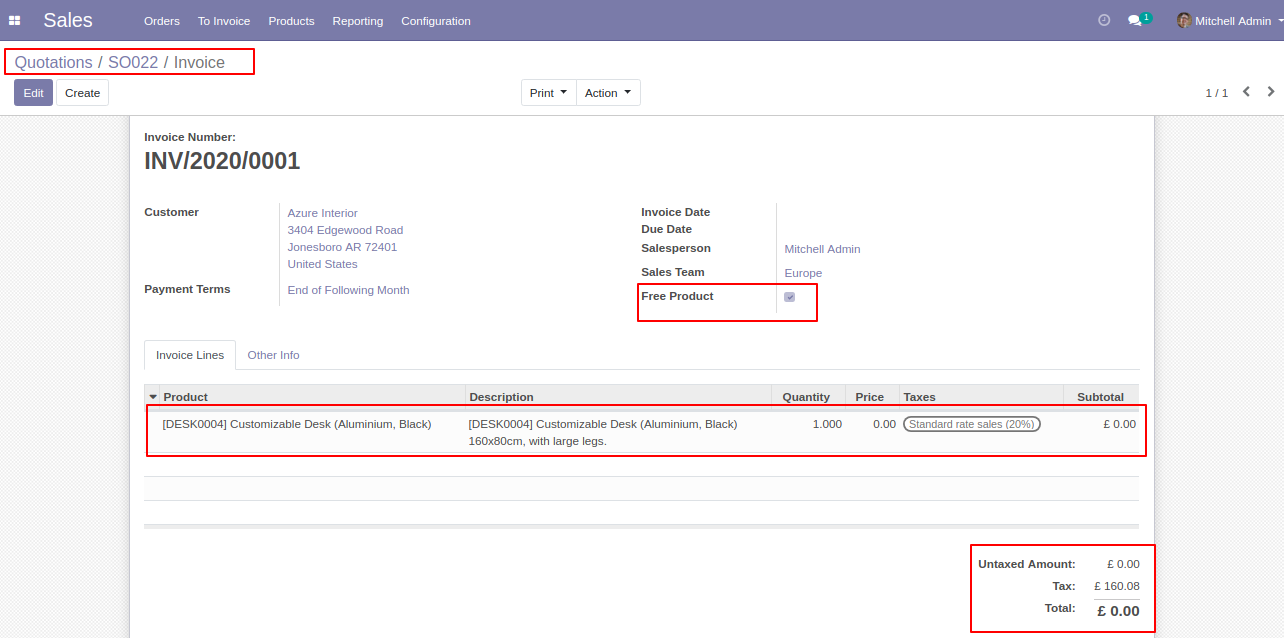 Sales Orders To Invoice Products Reporting Configuration 1 Mitchell Admin
Quotations / SO022 / Invoice
Edit Create Print Action 1 / 1
Invoice Number:
INV/2020/0001
Customer Azure Interior
3404 Edgewood Road
Jonesboro AR 72401
United States
Payment Terms End of Following Month
Invoice Date
Due Date
Salesperson Mitchell Admin
Sales Team Europe
Free Product
Invoice Lines Other Info
Product Description Quantity Price Taxes Subtotal
[DESK0004] Customizable Desk (Aluminium, Black) [DESK0004] Customizable Desk (Aluminium, Black) 1.000 0.00 Standard rate sales (20%) £ 0.00
160x80cm, with large legs.
Untaxed Amount: £ 0.00
Tax: £ 160.08
Total: £ 0.00